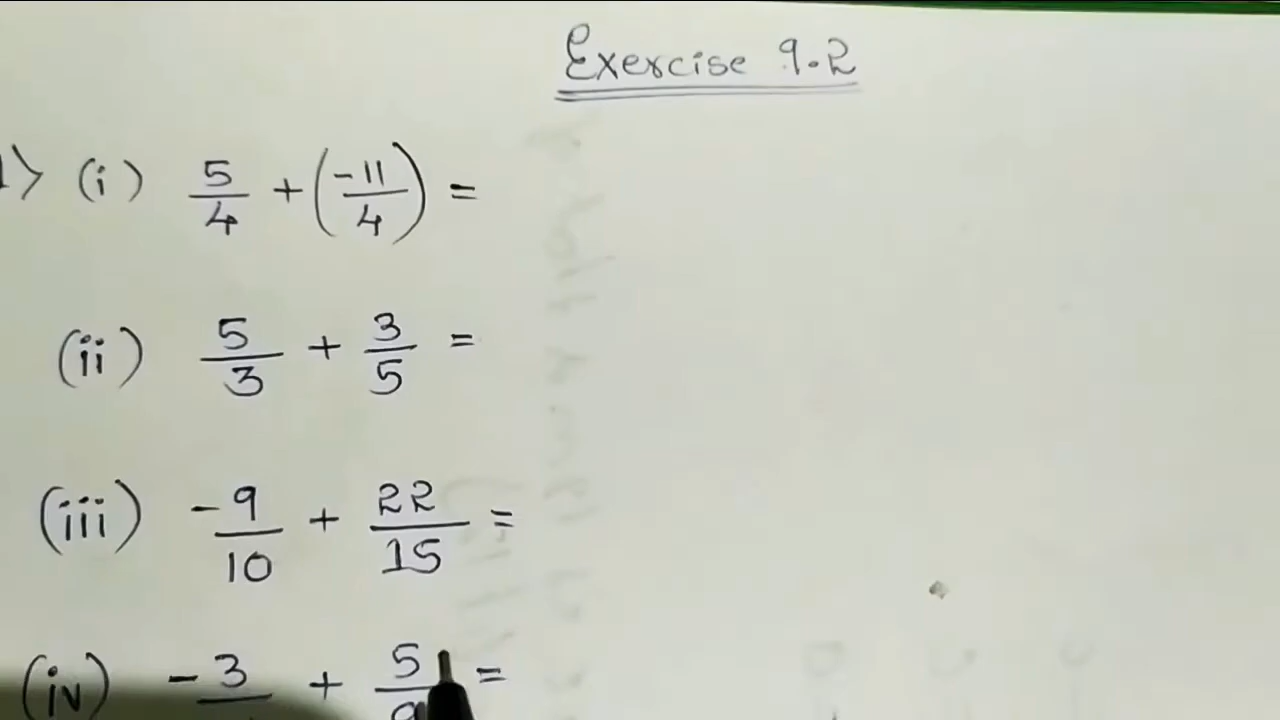 Exercise 9.2
1> (i) 5/4 + (-11/4) =
(ii) 5/3 + 3/5 =
(iii) -9/10 + 22/15 =
(iv) -3 + 5/9 =